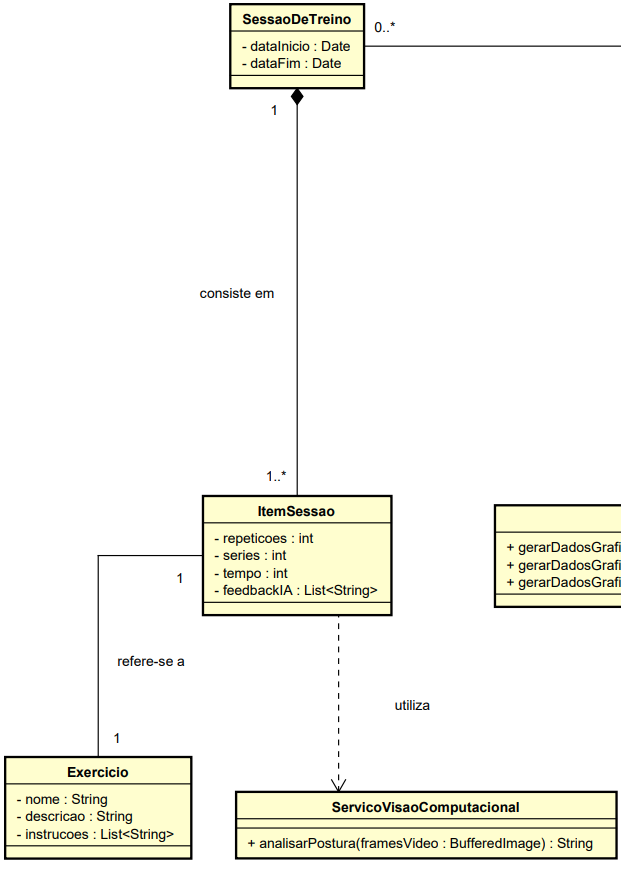 SessaoDeTreino
- dataInicio : Date
- dataFim : Date
0..*
1
consiste em
1..*
ItemSessao
- repeticoes : int
- series : int
- tempo : int
- feedbackIA : List<String>
+ gerarDadosGrafi
+ gerarDadosGrafi
+ gerarDadosGrafi
1
refere-se a
utiliza
1
Exercicio
- nome : String
- descricao : String
- instrucoes : List<String>
ServicoVisaoComputacional
+ analisarPostura(framesVideo : BufferedImage) : String